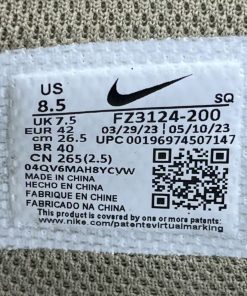 US
8.5
SQ
UK 7.5
FZ3124-200
EUR 42
03/29/23 05/10/23
cm 26.5
UPC 00196974507147
BR 40
CN 265(2.5)
04QV6MAH8YCVW
MADE IN CHINA
HECHO EN CHINA
FABRIQUE EN CHINE
FABRICADO NA CHINA
This product is covered by one or more
patents: www.nike.com/patentsvirtualmarking